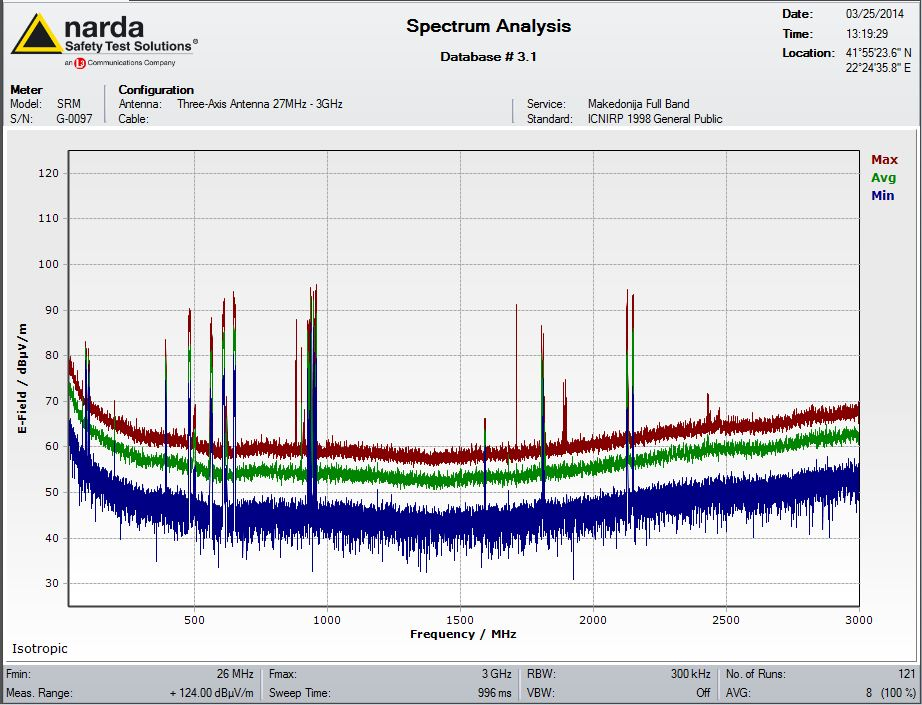 narda
Safety Test Solutions®
an L3 Communications Company
Spectrum Analysis
Database # 3.1
Date: 03/25/2014
Time: 13:19:29
Location: 41°55'23.6" N
22°24'35.8" E
Meter
Model: SRM
S/N: G-0097
Configuration
Antenna: Three-Axis Antenna 27MHz - 3GHz
Cable:
Service: Makedonija Full Band
Standard: ICNIRP 1998 General Public
Max
Avg
Min
E-Field / dBµV/m
120
110
100
90
80
70
60
50
40
30
500 1000 1500 2000 2500 3000
Frequency / MHz
Isotropic
Fmin: 26 MHz Fmax: 3 GHz RBW: 300 kHz No. of Runs: 121
Meas. Range: + 124.00 dBµV/m Sweep Time: 996 ms VBW: Off AVG: 8 (100 %)